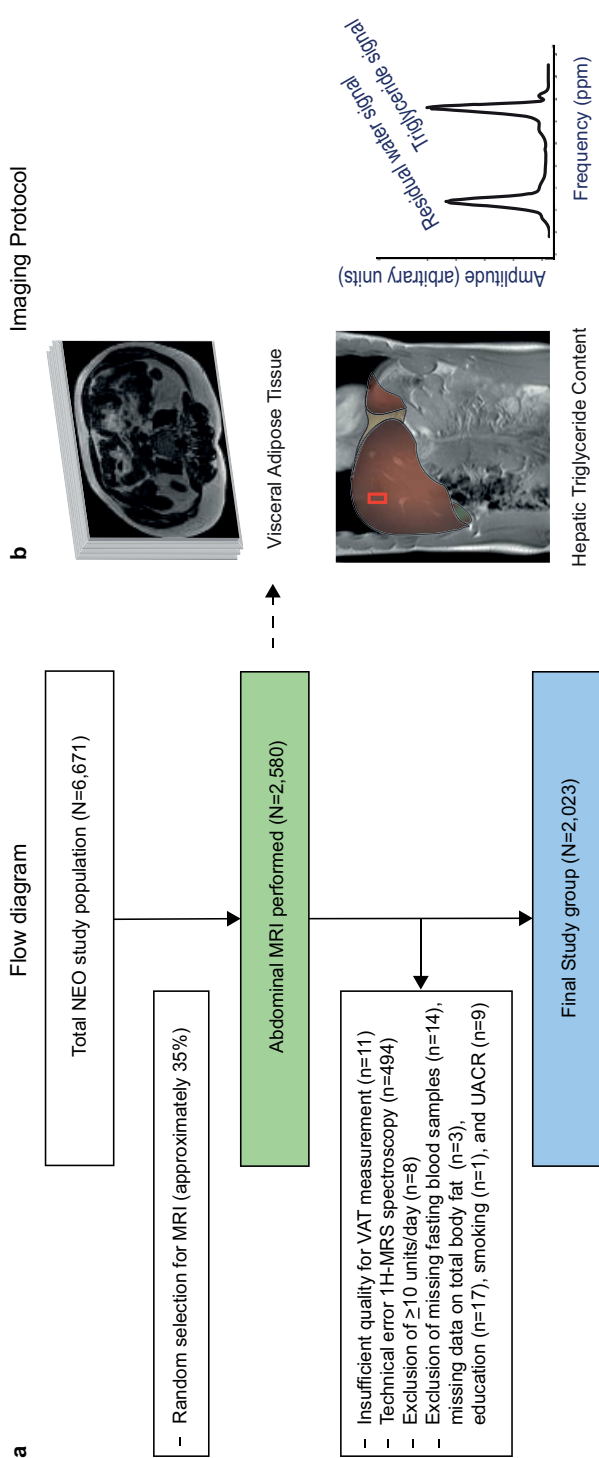 a
Flow diagram
Total NEO study population (N=6,671)
– Random selection for MRI (approximately 35%)
Abdominal MRI performed (N=2,580)
– Insufficient quality for VAT measurement (n=11)
– Technical error 1H-MRS spectroscopy (n=494)
– Exclusion of ≥10 units/day (n=8)
– Exclusion of missing fasting blood samples (n=14),
missing data on total body fat (n=3),
education (n=17), smoking (n=1), and UACR (n=9)
Final Study group (N=2,023)
b
Imaging Protocol
Visceral Adipose Tissue
Hepatic Triglyceride Content
Amplitude (arbitrary units)
Residual water signal
Triglyceride signal
Frequency (ppm)